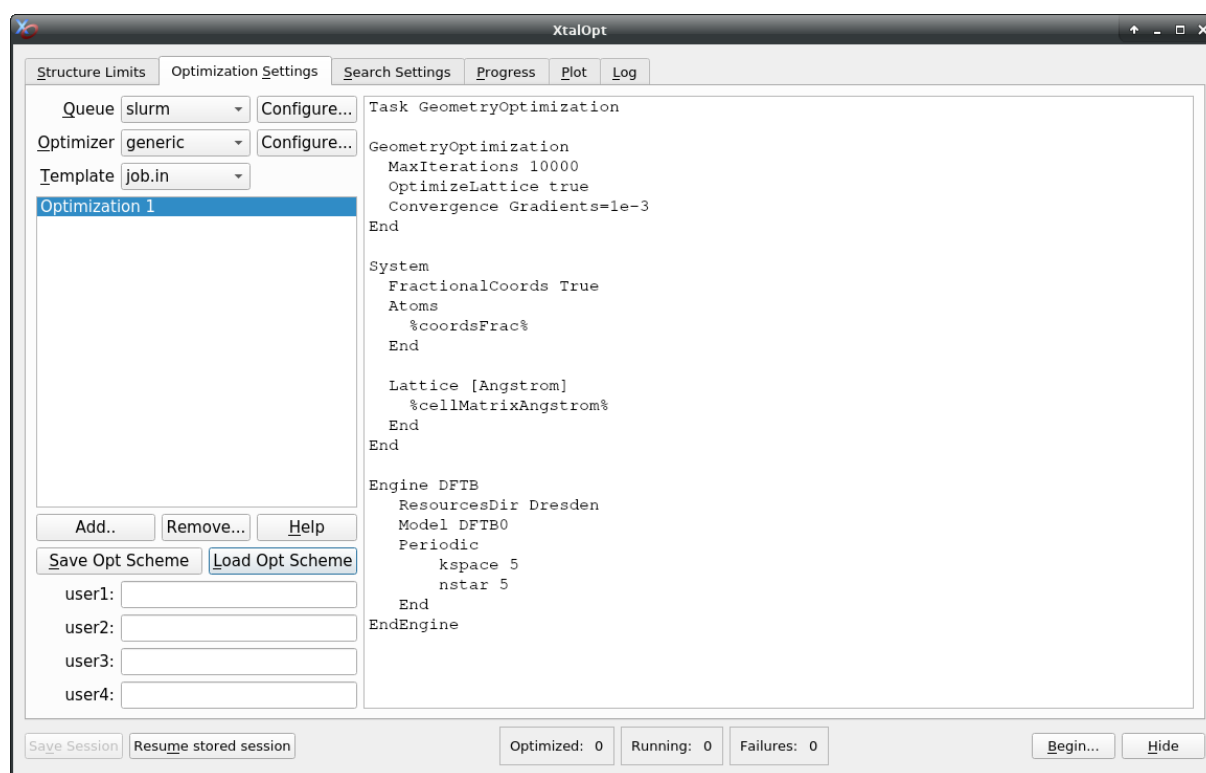 XtalOpt
Structure Limits
Optimization Settings
Search Settings
Progress
Plot
Log
Queue slurm Configure...
Optimizer generic Configure...
Template job.in
Optimization 1
Add.. Remove... Help
Save Opt Scheme Load Opt Scheme
user1:
user2:
user3:
user4:
Task GeometryOptimization
GeometryOptimization
MaxIterations 10000
OptimizeLattice true
Convergence Gradients=1e-3
End
System
FractionalCoords True
Atoms
%coordsFrac%
End
Lattice [Angstrom]
%cellMatrixAngstrom%
End
End
Engine DFTB
ResourcesDir Dresden
Model DFTB0
Periodic
kspace 5
nstar 5
End
EndEngine
Save Session Resume stored session Optimized: 0 Running: 0 Failures: 0 Begin... Hide